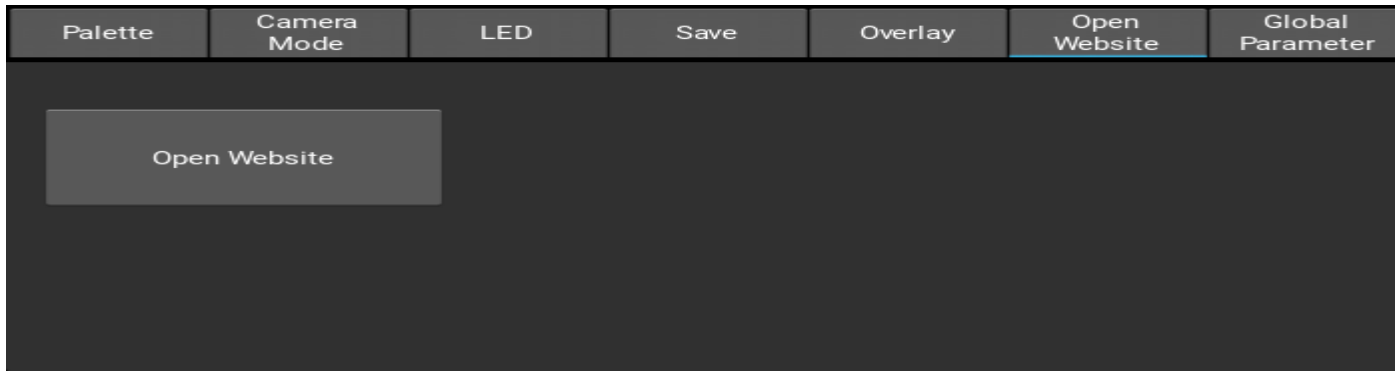 Palette
Camera
Mode
LED
Save
Overlay
Open
Website
Global
Parameter
Open Website